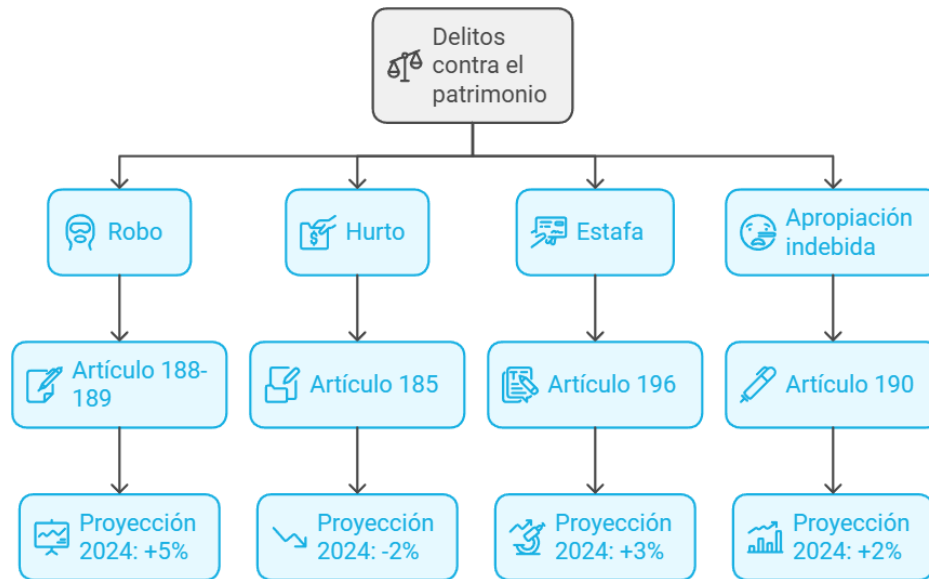 Delitos
contra el
patrimonio
Robo
Hurto
Estafa
Apropiación
indebida
Artículo 188-
189
Artículo 185
Artículo 196
Artículo 190
Proyección
2024: +5%
Proyección
2024: -2%
Proyección
2024: +3%
Proyección
2024: +2%